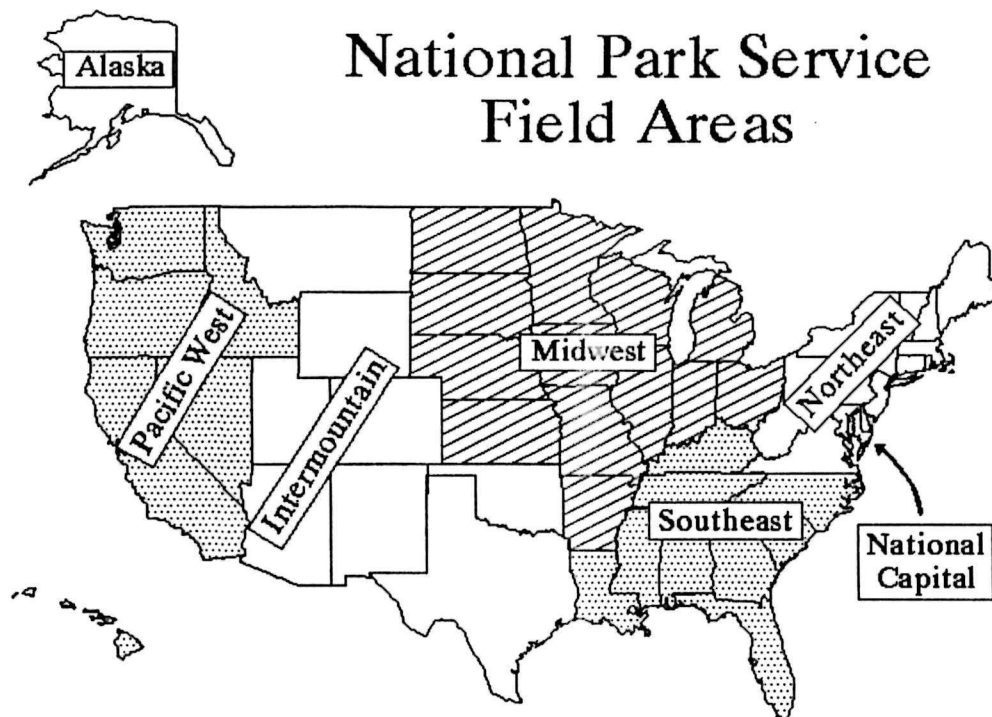 Alaska
National Park Service
Field Areas
Pacific West
Intermountain
Midwest
Northeast
Southeast
National
Capital